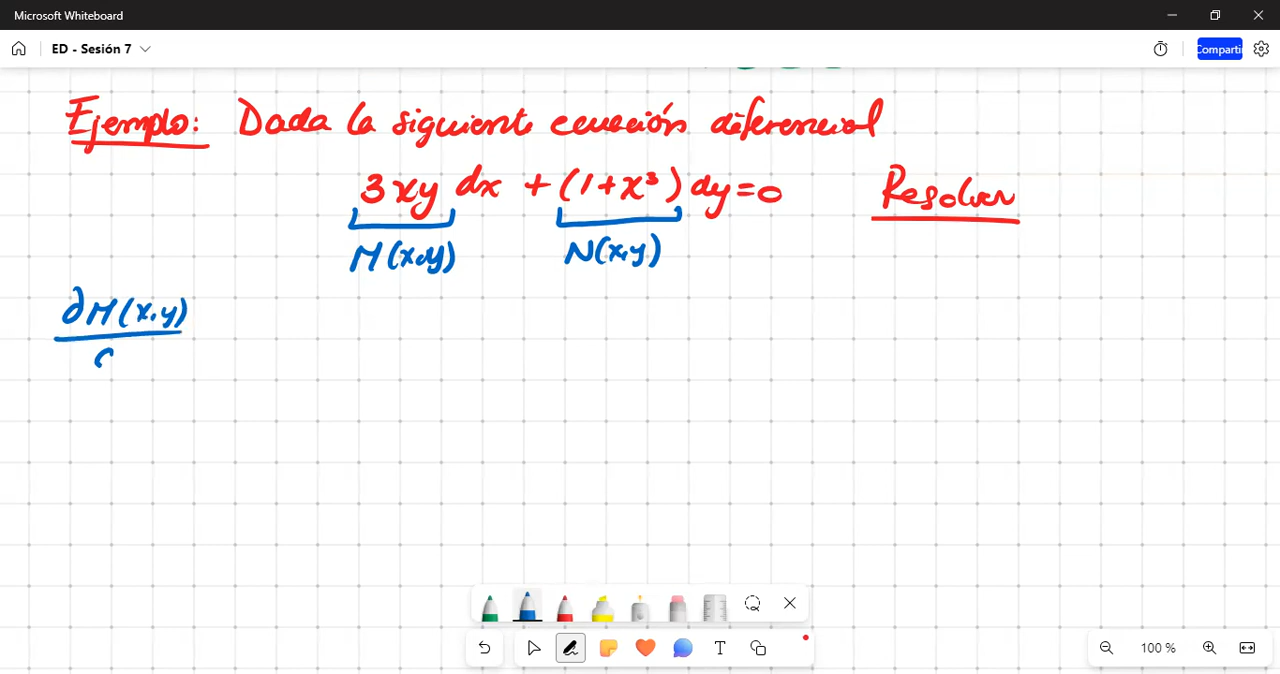 Microsoft Whiteboard
ED - Sesión 7
Comparti
Ejemplo: Dada la siguiente ecuación diferencial
3xy dx + (1+x³) dy = 0 Resolver
M(x,y) N(x,y)
∂M(x,y)
T
100 %